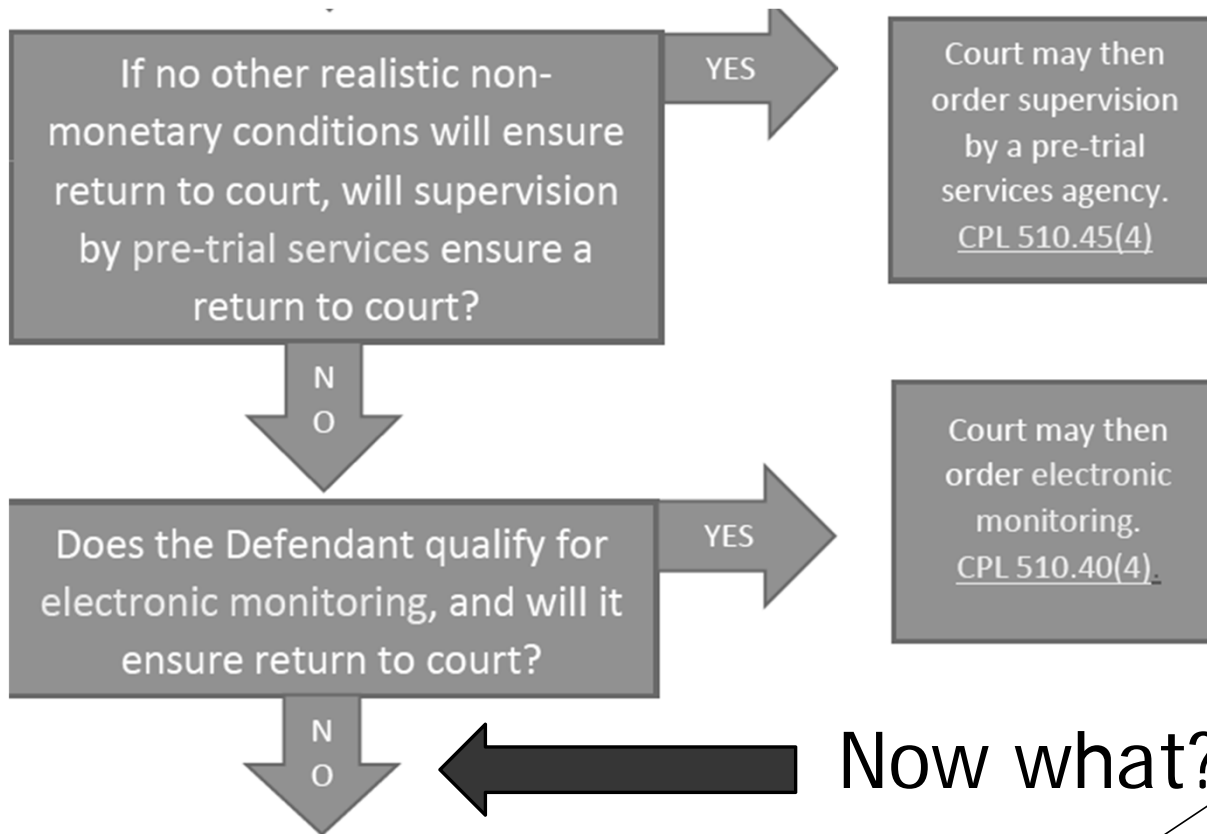 If no other realistic non-
monetary conditions will ensure
return to court, will supervision
by pre-trial services ensure a
return to court?
YES
Court may then
order supervision
by a pre-trial
services agency.
CPL 510.45(4)
N
O
Does the Defendant qualify for
electronic monitoring, and will it
ensure return to court?
YES
Court may then
order electronic
monitoring.
CPL 510.40(4).
N
O
Now what?